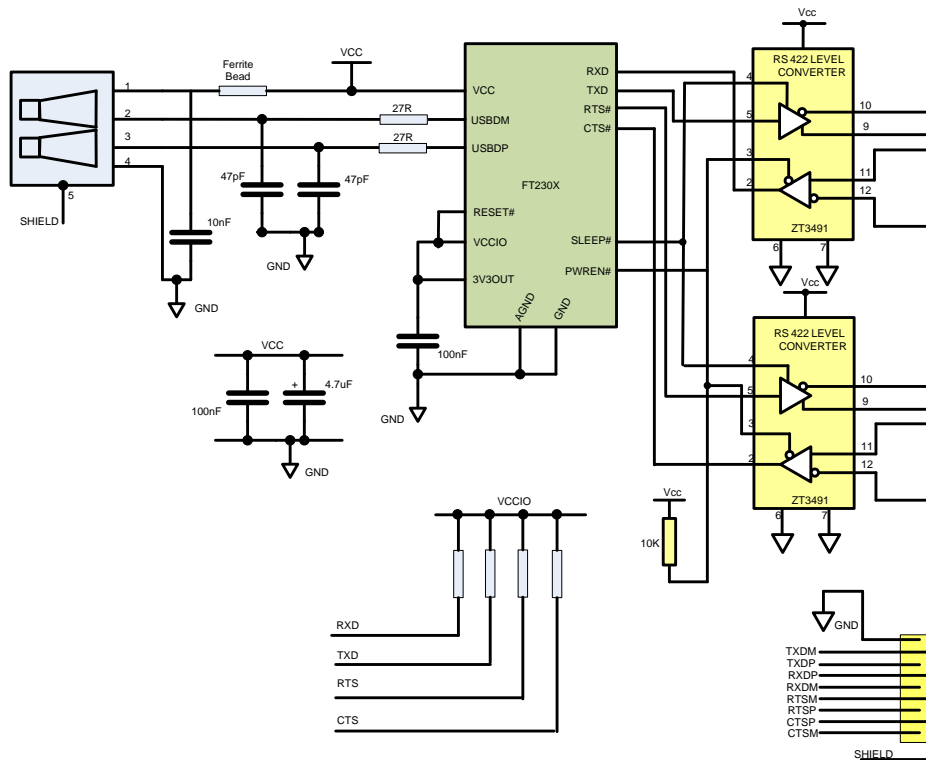 Vcc
VCC
Ferrite
Bead
1
2
3
4
5
SHIELD
27R
27R
47pF
47pF
10nF
GND
GND
VCC
USBDM
USBDP
FT230X
RESET#
VCCIO
3V3OUT
AGND
GND
RXD
TXD
RTS#
CTS#
SLEEP#
PWREN#
100nF
GND
RS 422 LEVEL
CONVERTER
4
5
3
2
10
9
11
12
ZT3491
6
7
Vcc
RS 422 LEVEL
CONVERTER
4
5
3
2
10
9
11
12
ZT3491
6
7
VCC
100nF
+
4.7uF
GND
Vcc
10K
VCCIO
RXD
TXD
RTS
CTS
GND
TXDM
TXDP
RXDP
RXDM
RTSM
RTSP
CTSP
CTSM
SHIELD